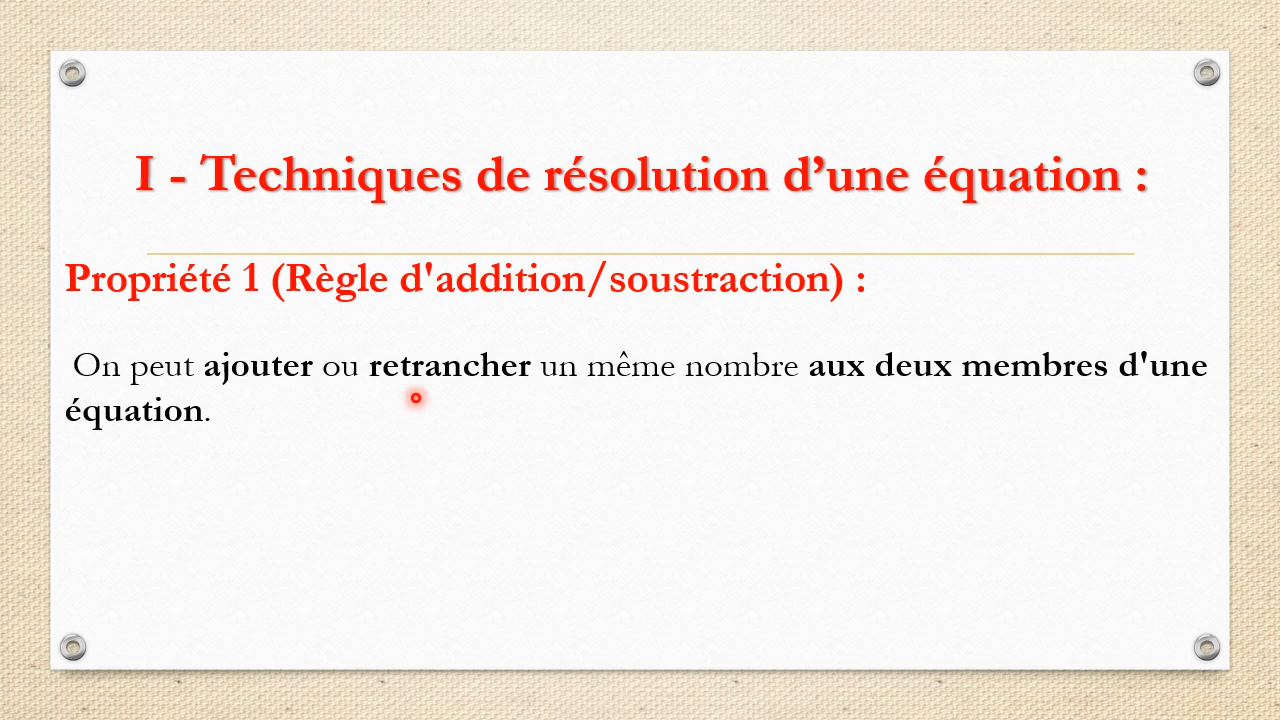 I - Techniques de résolution d’une équation :
Propriété 1 (Règle d'addition/soustraction) :
On peut ajouter ou retrancher un même nombre aux deux membres d'une
équation.